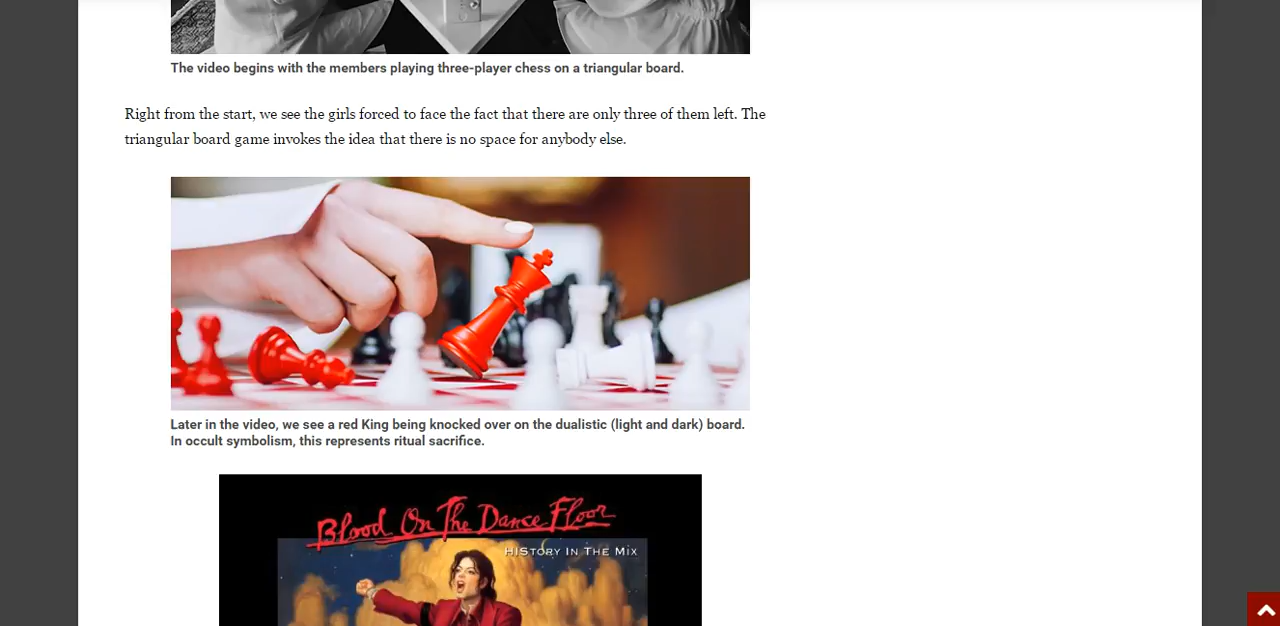 The video begins with the members playing three-player chess on a triangular board.
Right from the start, we see the girls forced to face the fact that there are only three of them left. The
triangular board game invokes the idea that there is no space for anybody else.
Later in the video, we see a red King being knocked over on the dualistic (light and dark) board.
In occult symbolism, this represents ritual sacrifice.
Blood On The Dance Floor
HIStORY IN THE MIX